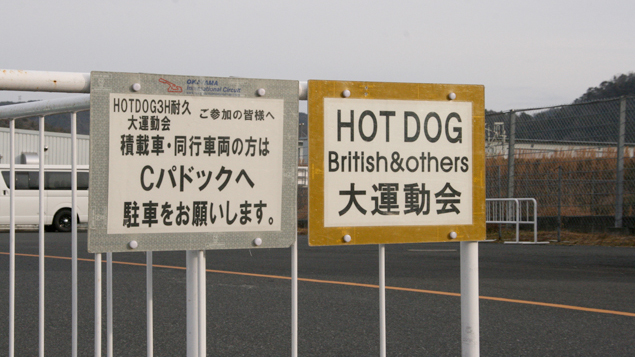 OKAYAMA
International Circuit
HOTDOG3H耐久
大運動会
ご参加の皆様へ
積載車・同行車両の方は
Cパドックへ
駐車をお願いします。
HOT DOG
British&others
大運動会